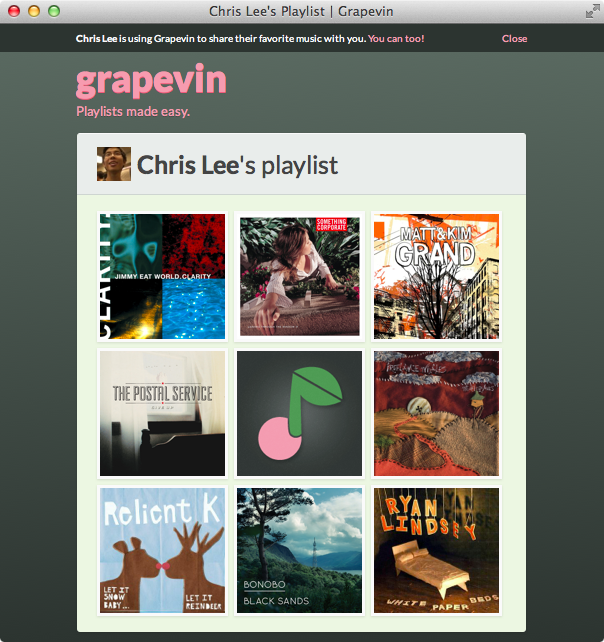 Chris Lee's Playlist | Grapevin
Chris Lee is using Grapevin to share their favorite music with you. You can too!
Close
grapevin
Playlists made easy.
Chris Lee's playlist
CLARITY
JIMMY EAT WORLD.CLARITY
SOMETHING
CORPORATE
MATT&KIM
GRAND
THE POSTAL SERVICE
GIVE UP
Relient K
LET IT
SNOW
BABY...
LET IT
REINDEER
BONOBO
BLACK SANDS
RYAN
LINDSEY
WHITE PAPER BEDS